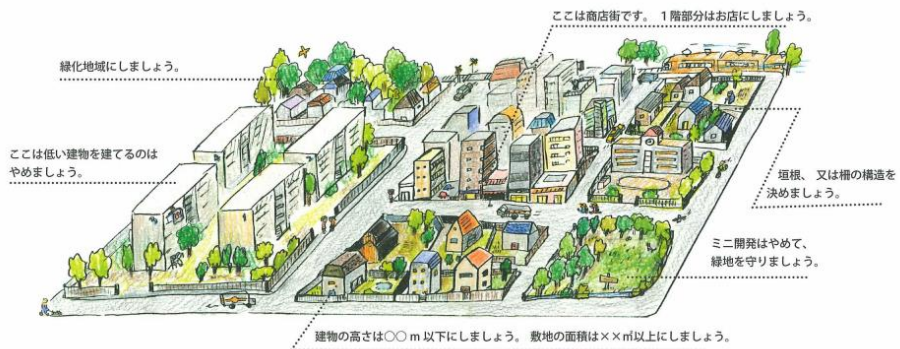 ここは商店街です。 1階部分はお店にしましょう。
緑化地域にしましょう。
ここは低い建物を建てるのは
やめましょう。
垣根、又は柵の構造を
決めましょう。
ミニ開発はやめて、
緑地を守りましょう。
建物の高さは○○m以下にしましょう。 敷地の面積は××㎡以上にしましょう。